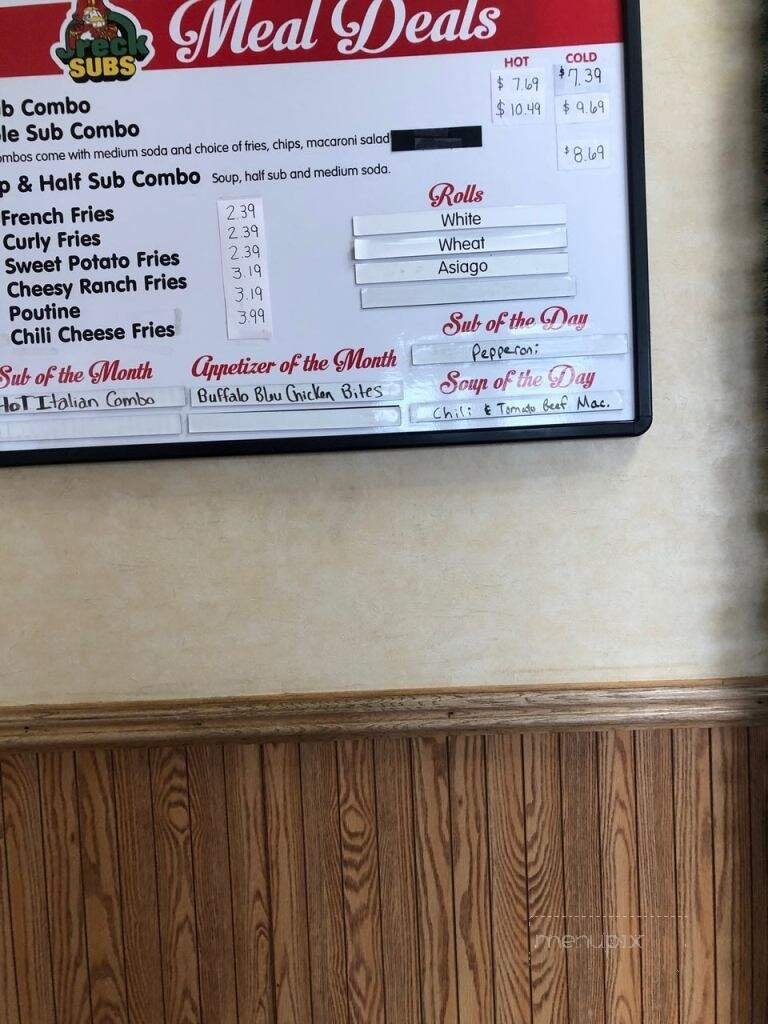 Jreck
SUBS
Meal Deals
HOT COLD
b Combo $ 7.69 $7.39
le Sub Combo $ 10.49 $ 9.69
ombos come with medium soda and choice of fries, chips, macaroni salad
$8.69
p & Half Sub Combo Soup, half sub and medium soda.
French Fries 2.39
Curly Fries 2.39
Sweet Potato Fries 2.39
Cheesy Ranch Fries 3.19
Poutine 3.19
Chili Cheese Fries 3.99
Rolls
White
Wheat
Asiago
Sub of the Day
Pepperoni
Soup of the Day
Chili & Tomato Beef Mac.
Sub of the Month
HoT Italian Combo
Appetizer of the Month
Buffalo Bleu Chicken Bites
menupix